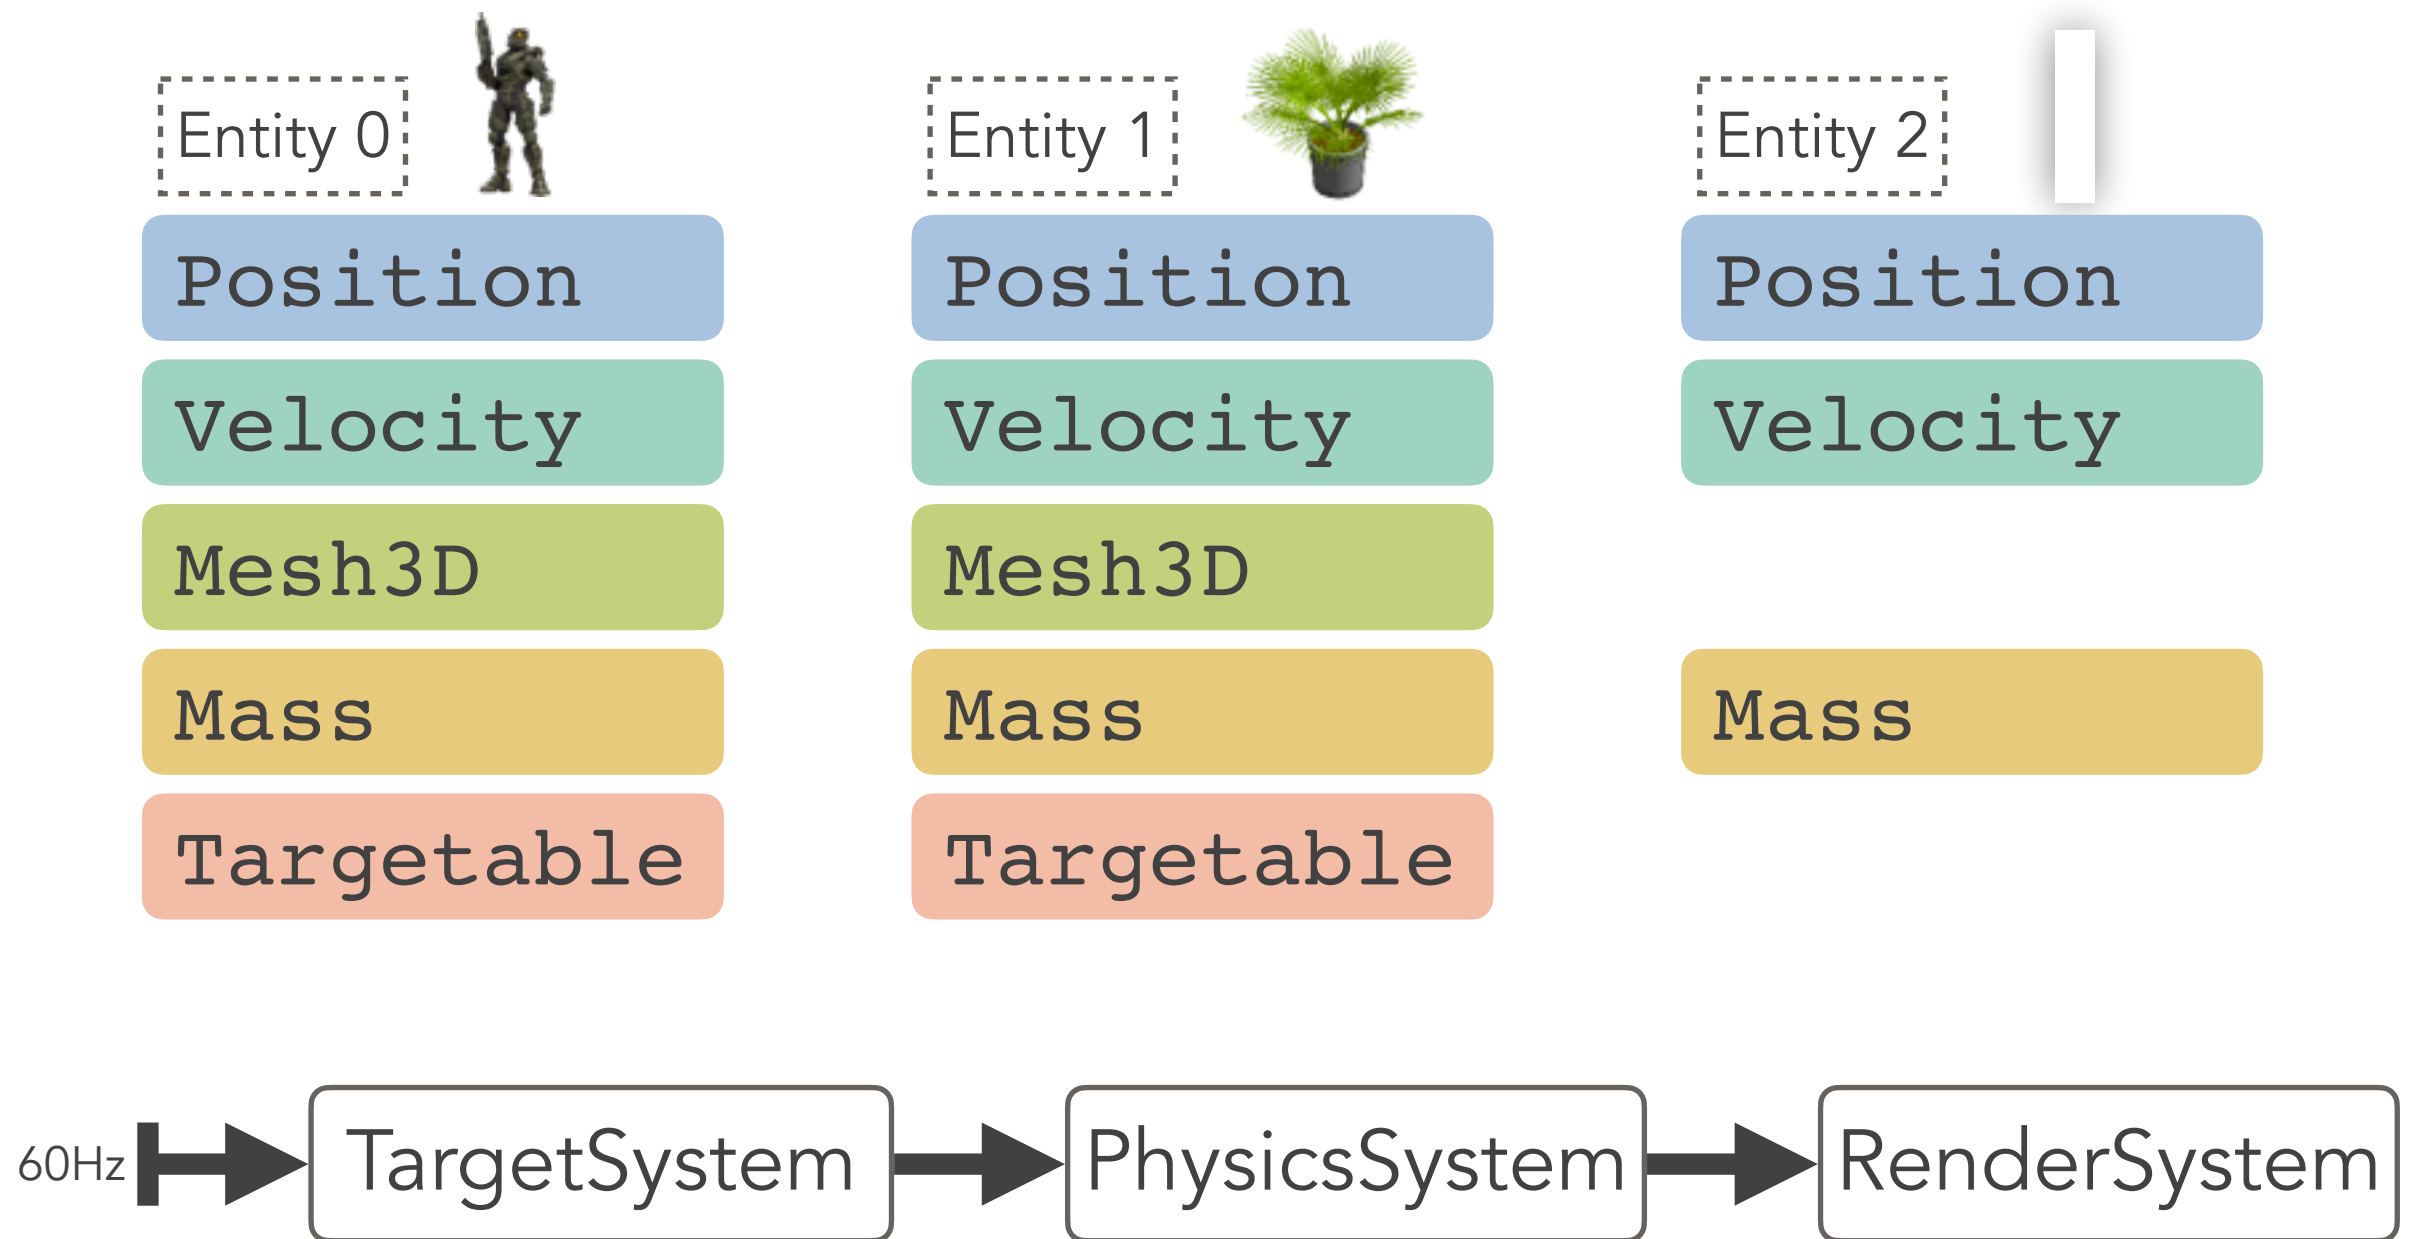 Entity 0
Entity 1
Entity 2
Position
Position
Position
Velocity
Velocity
Velocity
Mesh3D
Mesh3D
Mass
Mass
Mass
Targetable
Targetable
60Hz
TargetSystem
PhysicsSystem
RenderSystem